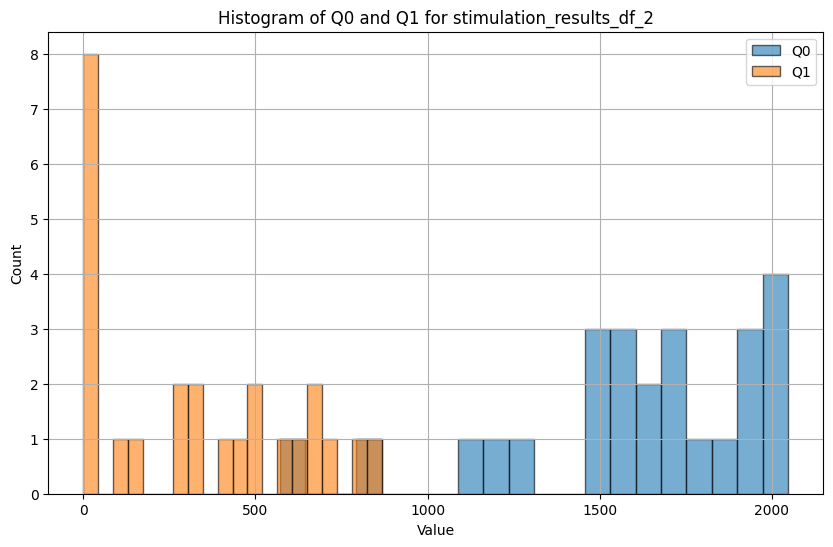 Histogram of Q0 and Q1 for stimulation_results_df_2
Q0
Q1
8
7
6
5
4
3
2
1
0
Count
0
500
1000
1500
2000
Value